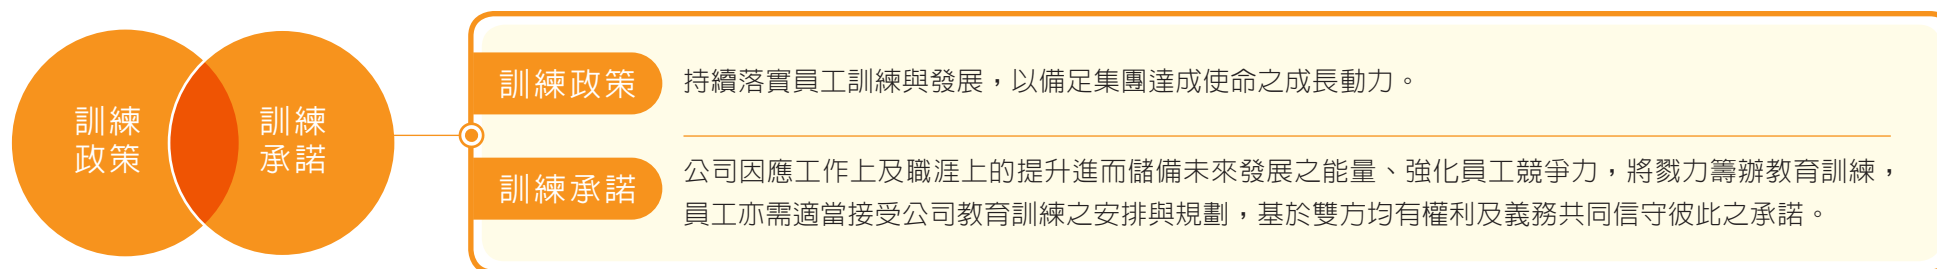 訓練
政策
訓練
承諾
訓練政策
持續落實員工訓練與發展，以備足集團達成使命之成長動力。
訓練承諾
公司因應工作上及職涯上的提升進而儲備未來發展之能量、強化員工競爭力，將戮力籌辦教育訓練，
員工亦需適當接受公司教育訓練之安排與規劃，基於雙方均有權利及義務共同信守彼此之承諾。